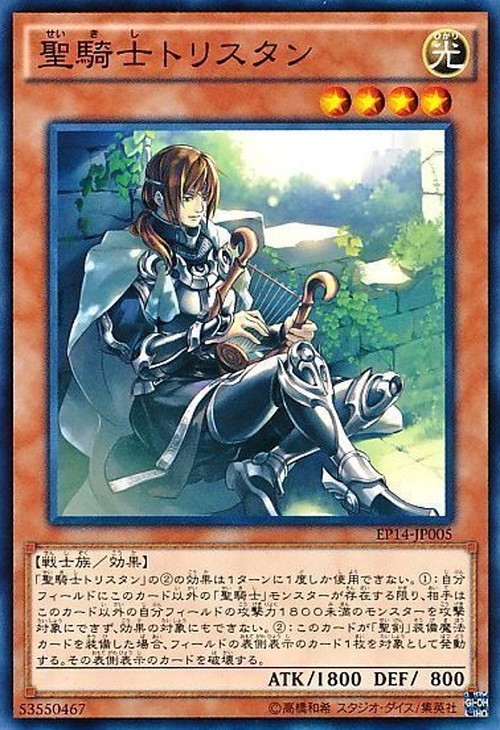 聖騎士トリスタン
光
EP14-JP005
【戦士族／効果】
「聖騎士トリスタン」の②の効果は１ターンに１度しか使用できない。①：自分
フィールドにこのカード以外の「聖騎士」モンスターが存在する限り、相手は
このカード以外の自分フィールドの攻撃力１８００未満のモンスターを攻撃
対象にできず、効果の対象にもできない。②：このカードが「聖剣」装備魔法
カードを装備した場合、フィールドの表側表示のカード１枚を対象として発動
する。その表側表示のカードを破壊する。
ATK/1800 DEF/ 800
53550467 ©高橋和希 スタジオ・ダイス/集英社